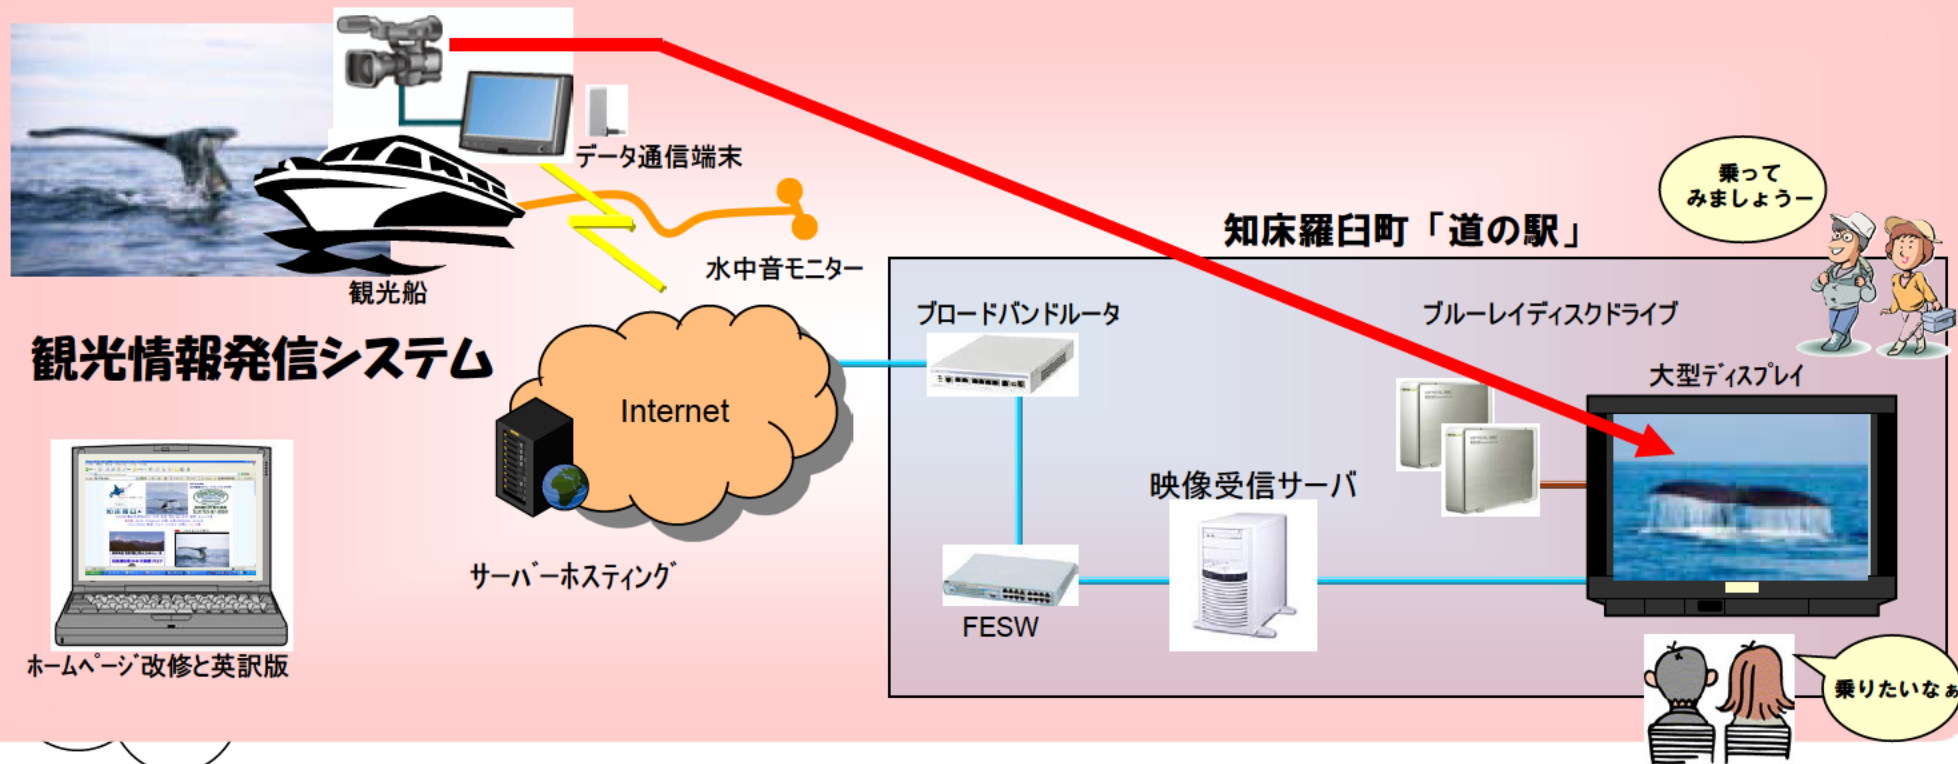 データ通信端末
水中音モニター
観光船
観光情報発信システム
Internet
サーバーホスティング
ホームページ改修と英訳版
知床羅臼町「道の駅」
ブロードバンドルータ
FESW
映像受信サーバ
ブルーレイディスクドライブ
大型ディスプレイ
乗って
みましょうー
乗りたいなぁ